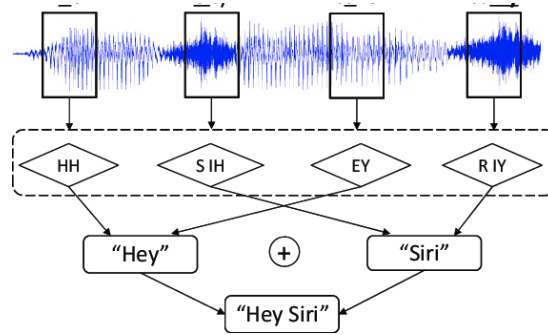 HH
S IH
EY
R IY
“Hey”
+
“Siri”
“Hey Siri”